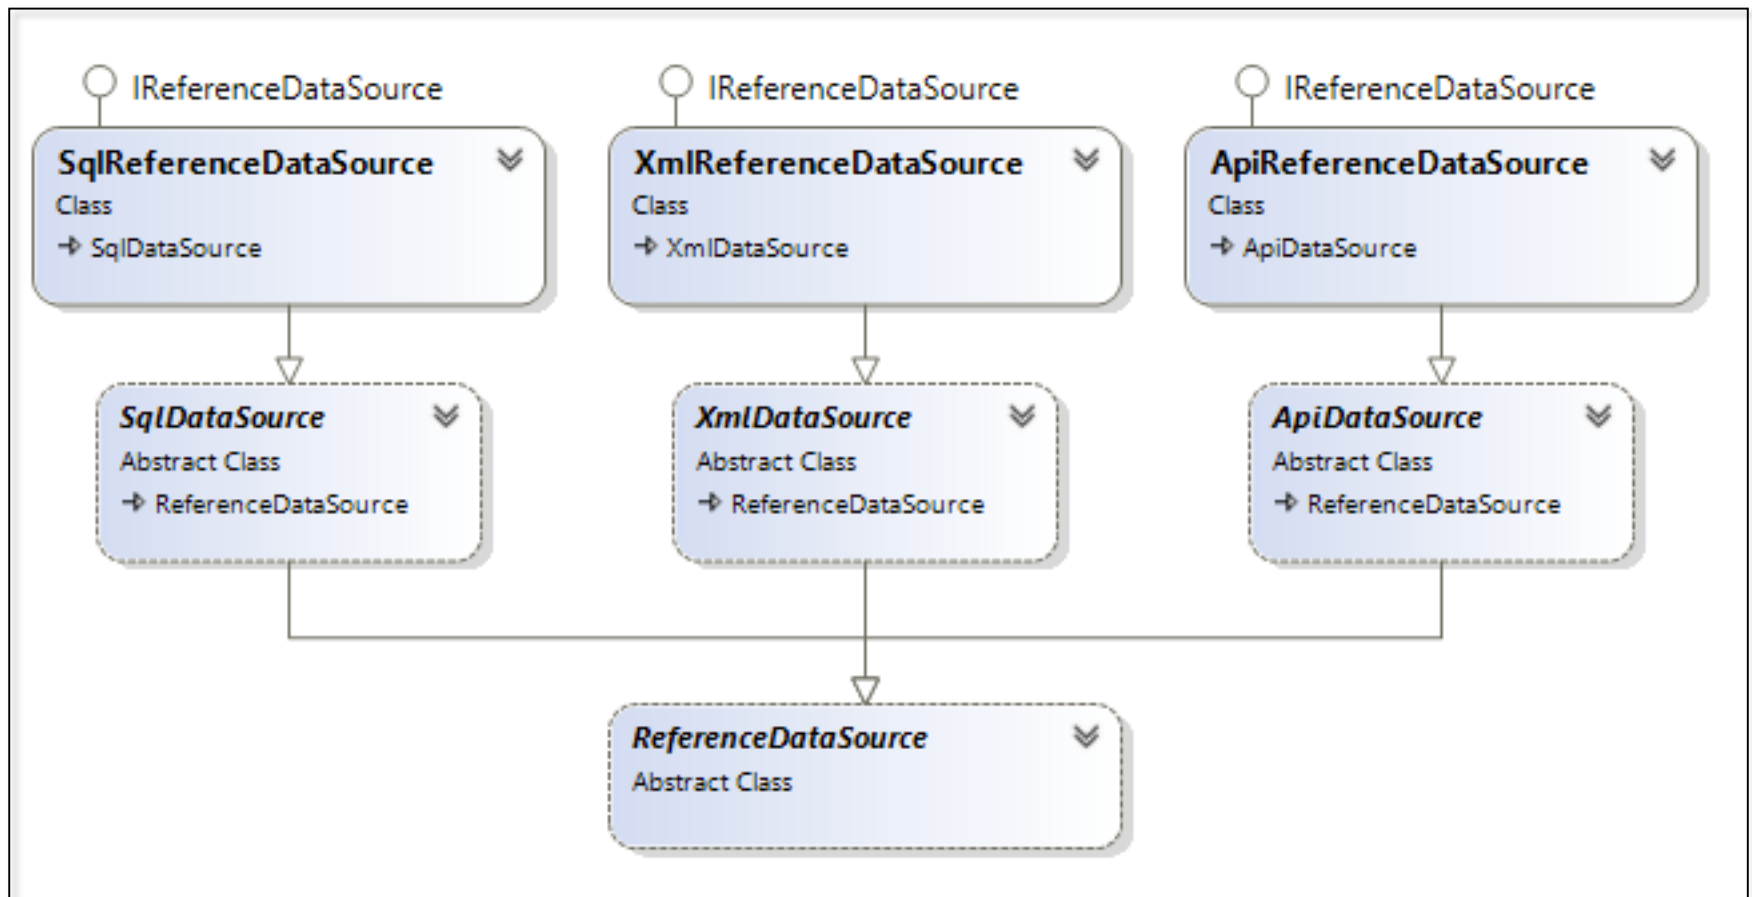 IReferenceDataSource
IReferenceDataSource
IReferenceDataSource
SqlReferenceDataSource
Class
SqlDataSource
XmlReferenceDataSource
Class
XmlDataSource
ApiReferenceDataSource
Class
ApiDataSource
SqlDataSource
Abstract Class
ReferenceDataSource
XmlDataSource
Abstract Class
ReferenceDataSource
ApiDataSource
Abstract Class
ReferenceDataSource
ReferenceDataSource
Abstract Class